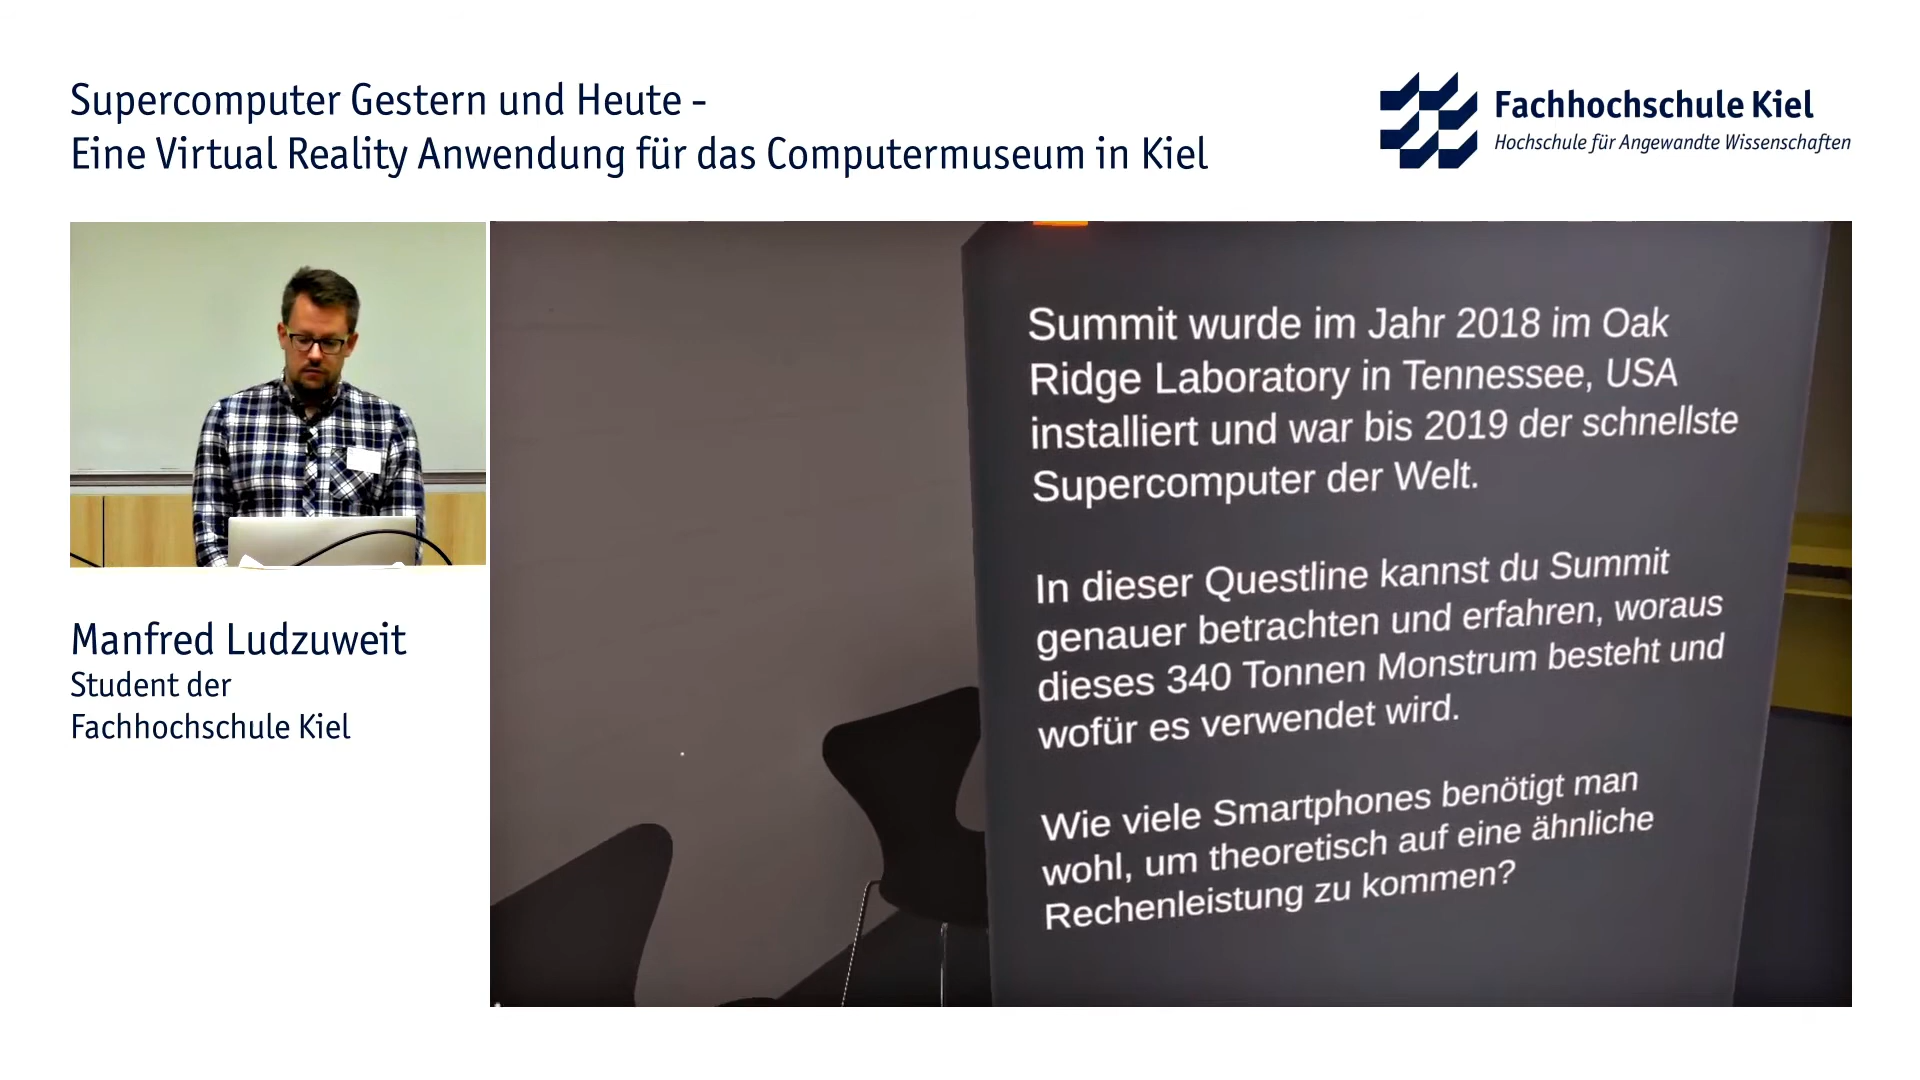 Supercomputer Gestern und Heute -
Eine Virtual Reality Anwendung für das Computermuseum in Kiel
Fachhochschule Kiel
Hochschule für Angewandte Wissenschaften
Summit wurde im Jahr 2018 im Oak
Ridge Laboratory in Tennessee, USA
installiert und war bis 2019 der schnellste
Supercomputer der Welt.
In dieser Questline kannst du Summit
genauer betrachten und erfahren, woraus
dieses 340 Tonnen Monstrum besteht und
wofür es verwendet wird.
Wie viele Smartphones benötigt man
wohl, um theoretisch auf eine ähnliche
Rechenleistung zu kommen?
Manfred Ludzuweit
Student der
Fachhochschule Kiel